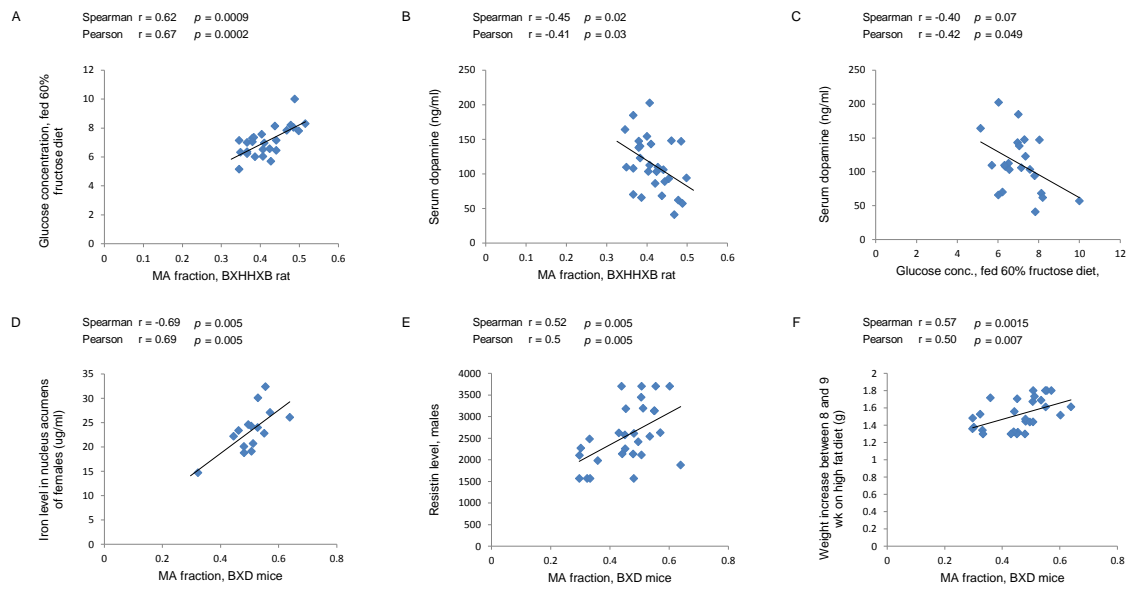 A
Spearman r = 0.62 p = 0.0009
Pearson r = 0.67 p = 0.0002
Glucose concentration, fed 60%
fructose diet
12
10
8
6
4
2
0
0 0.1 0.2 0.3 0.4 0.5 0.6
MA fraction, BXHHXB rat
B
Spearman r = -0.45 p = 0.02
Pearson r = -0.41 p = 0.03
Serum dopamine (ng/ml)
250
200
150
100
50
0
0 0.1 0.2 0.3 0.4 0.5 0.6
MA fraction, BXHHXB rat
C
Spearman r = -0.40 p = 0.07
Pearson r = -0.42 p = 0.049
Serum dopamine (ng/ml)
250
200
150
100
50
0
0 2 4 6 8 10 12
Glucose conc., fed 60% fructose diet,
D
Spearman r = -0.69 p = 0.005
Pearson r = 0.69 p = 0.005
Iron level in nucleus acumens
of females (ug/ml)
35
30
25
20
15
10
5
0
0 0.2 0.4 0.6 0.8
MA fraction, BXD mice
E
Spearman r = 0.52 p = 0.005
Pearson r = 0.5 p = 0.005
Resistin level, males
4000
3500
3000
2500
2000
1500
1000
500
0
0 0.2 0.4 0.6 0.8
MA fraction, BXD mice
F
Spearman r = 0.57 p = 0.0015
Pearson r = 0.50 p = 0.007
Weight increase between 8 and 9
wk on high fat diet (g)
2
1.8
1.6
1.4
1.2
1
0.8
0.6
0.4
0.2
0
0 0.2 0.4 0.6 0.8
MA fraction, BXD mice